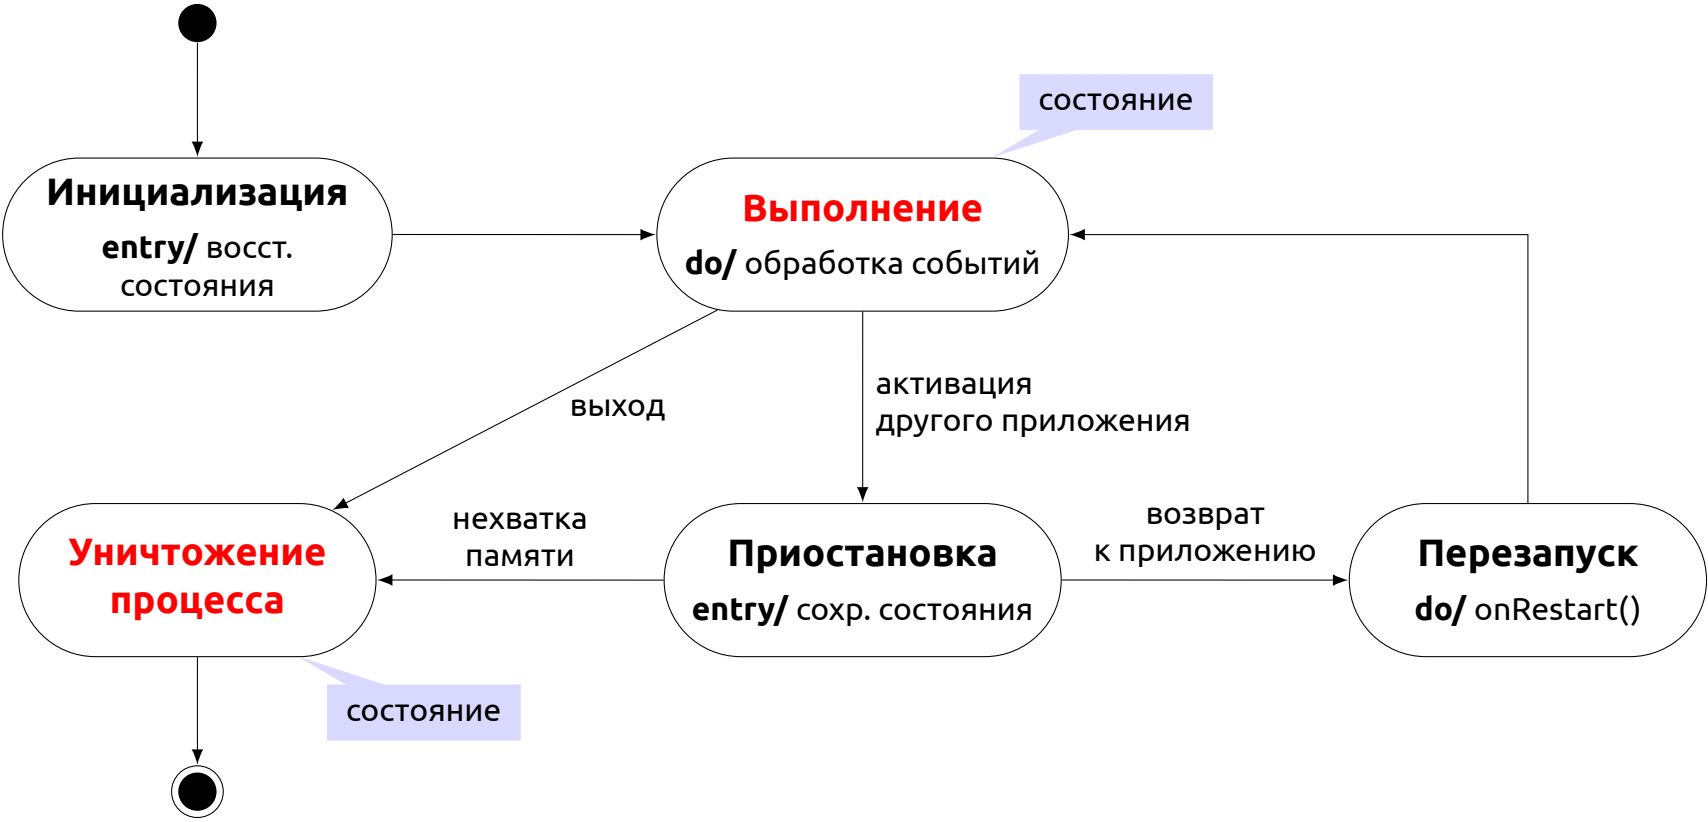 состояние
Инициализация
entry/ восст.
состояния
Выполнение
do/ обработка событий
выход
активация
другого приложения
Уничтожение
процесса
нехватка
памяти
Приостановка
entry/ сохр. состояния
возврат
к приложению
Перезапуск
do/ onRestart()
состояние